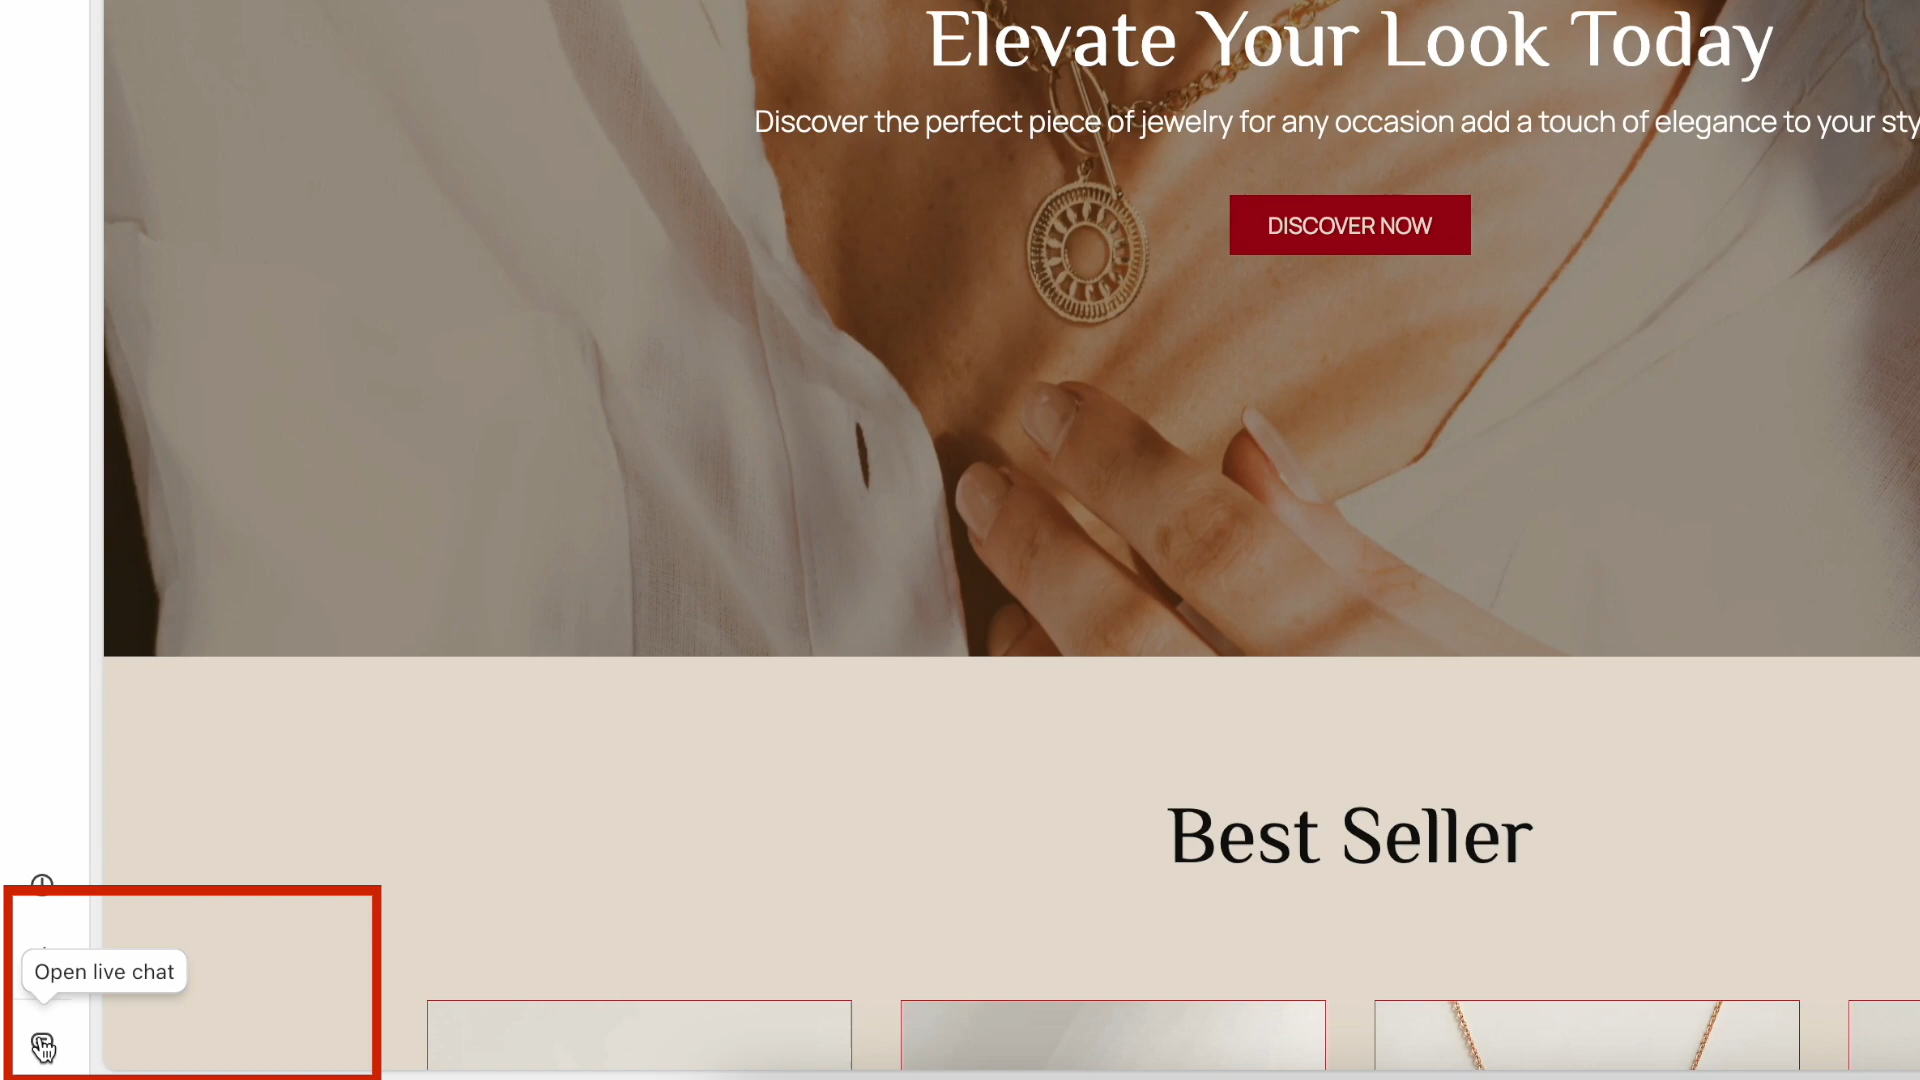 Elevate Your Look Today
Discover the perfect piece of jewelry for any occasion add a touch of elegance to your sty
DISCOVER NOW
Best Seller
Open live chat